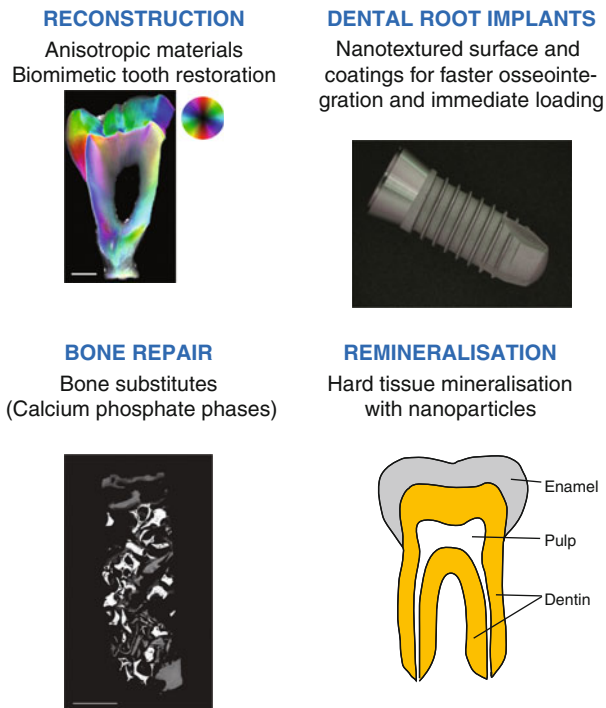 RECONSTRUCTION
Anisotropic materials
Biomimetic tooth restoration
DENTAL ROOT IMPLANTS
Nanotextured surface and
coatings for faster osseointe-
gration and immediate loading
BONE REPAIR
Bone substitutes
(Calcium phosphate phases)
REMINERALISATION
Hard tissue mineralisation
with nanoparticles
Enamel
Pulp
Dentin